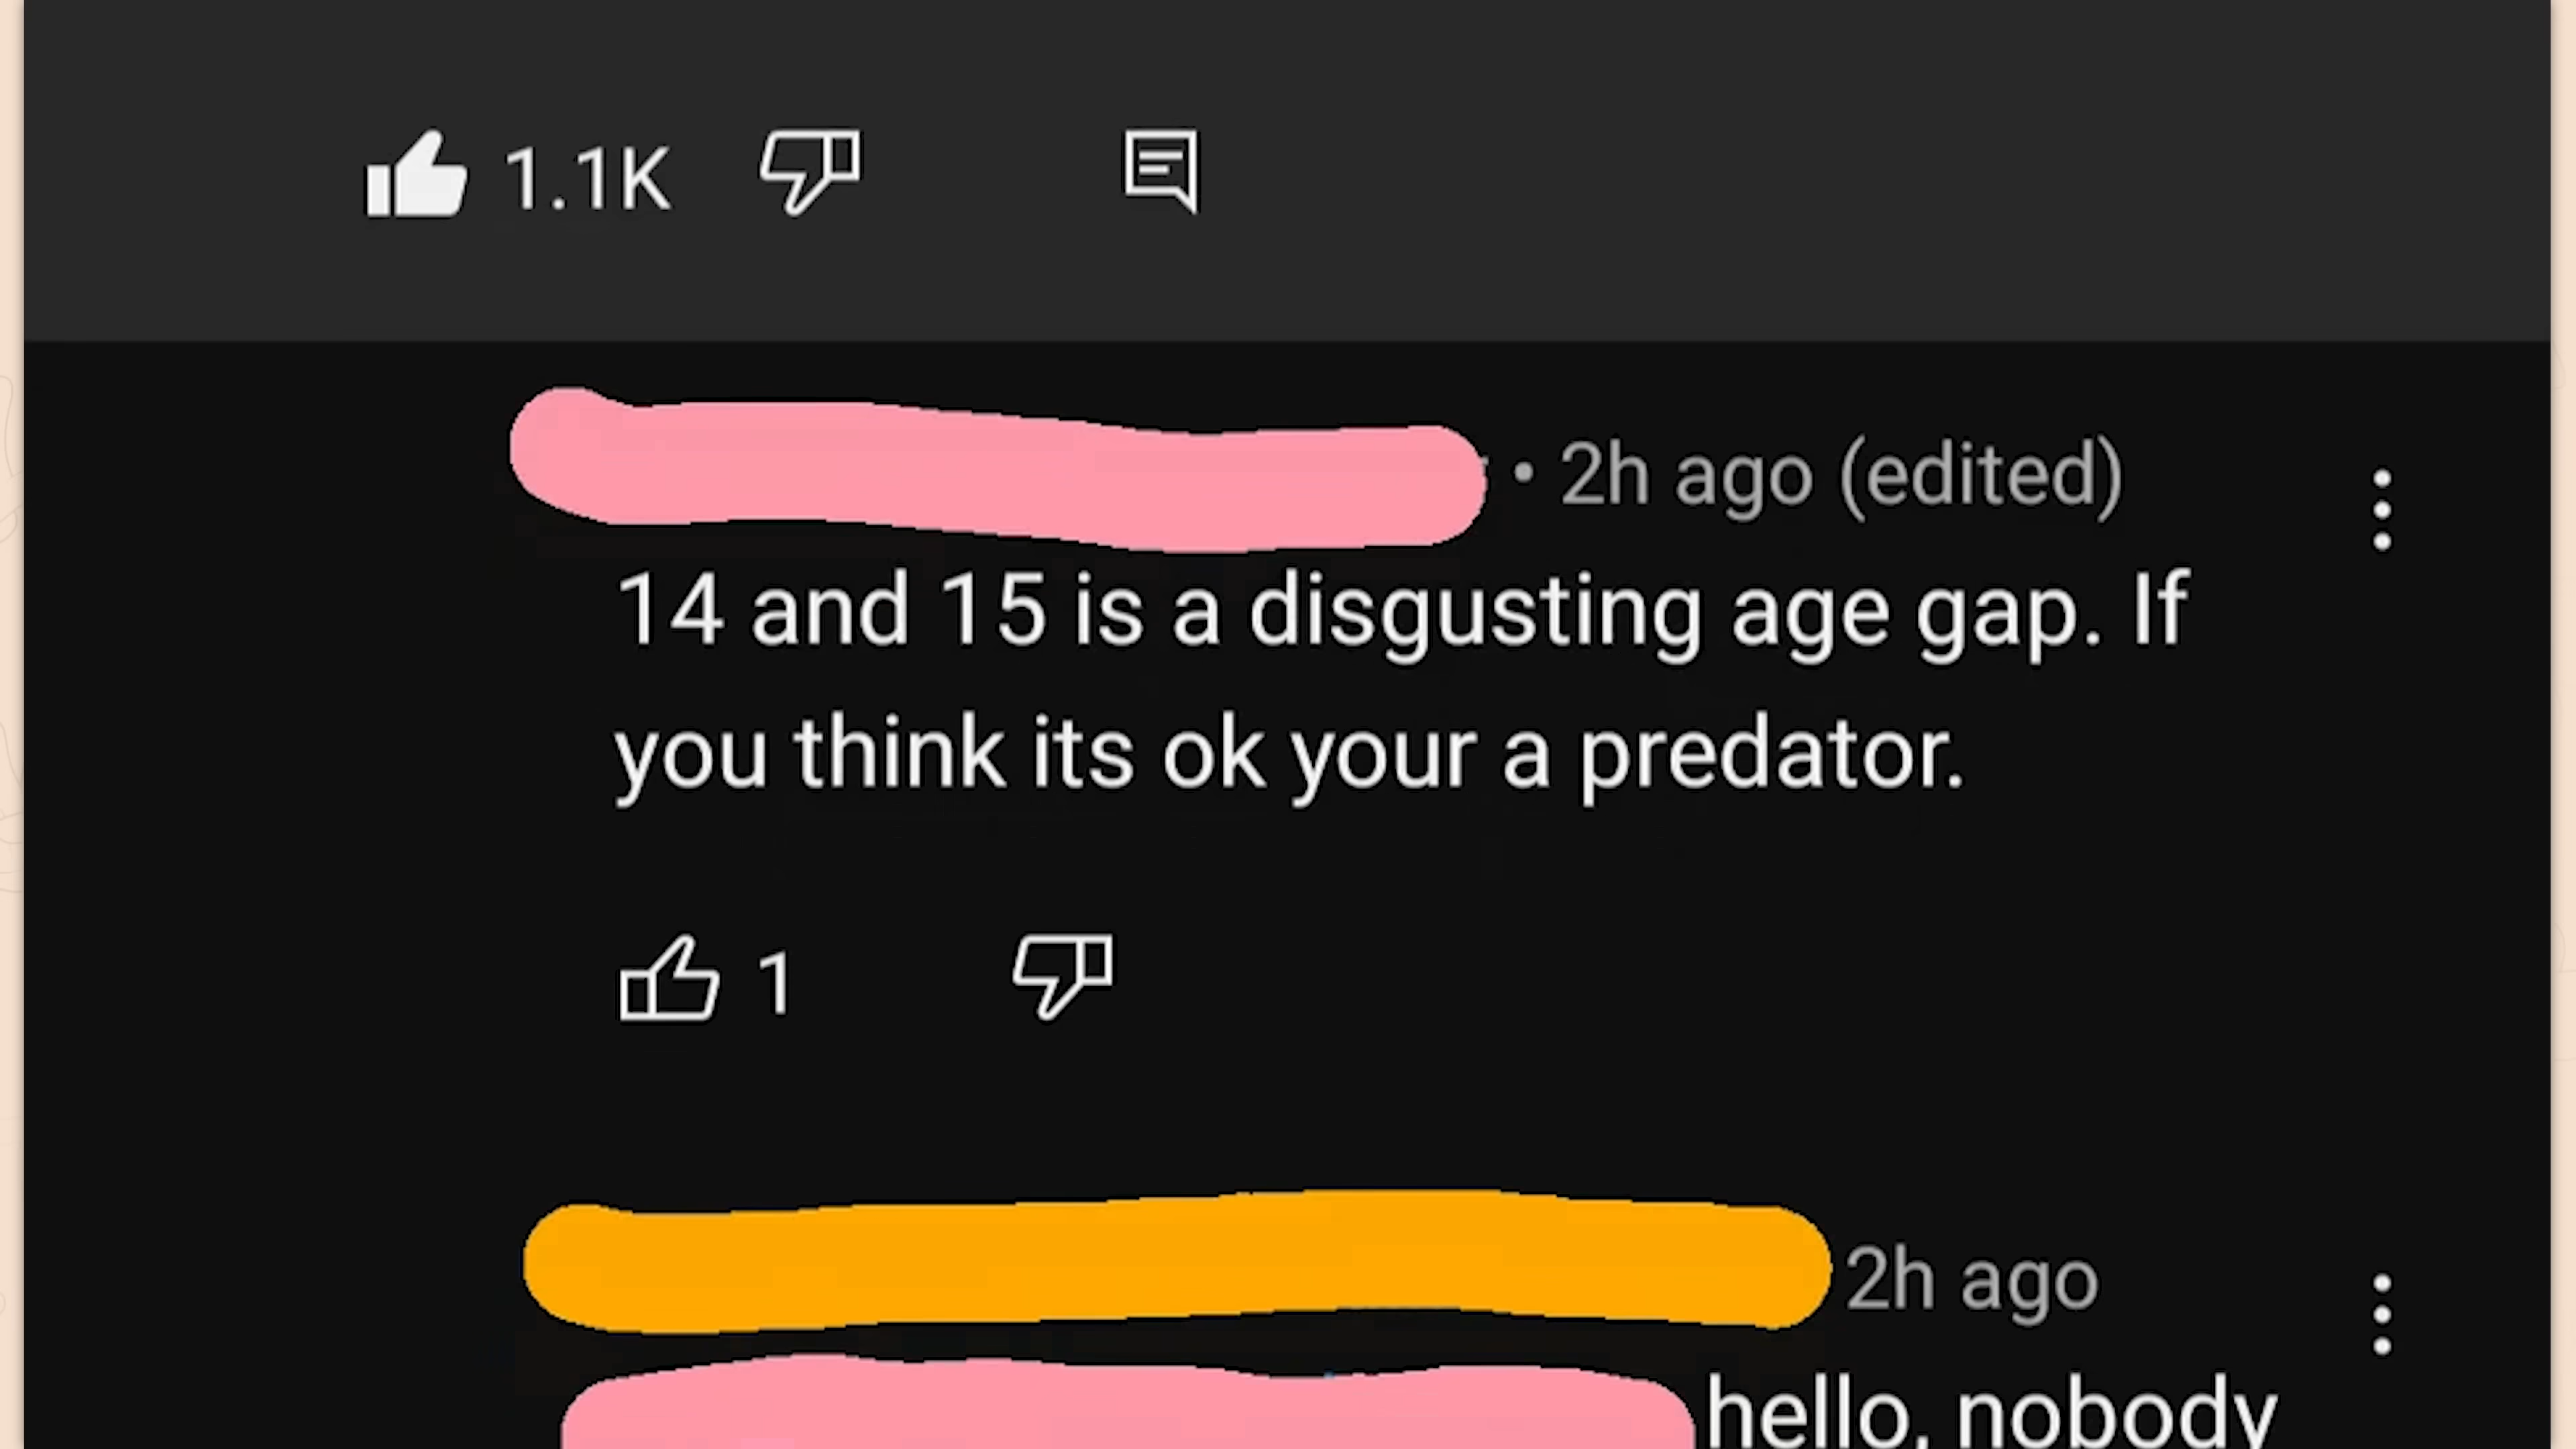 1.1K
• 2h ago (edited)
14 and 15 is a disgusting age gap. If
you think its ok your a predator.
1
2h ago
hello, nobody